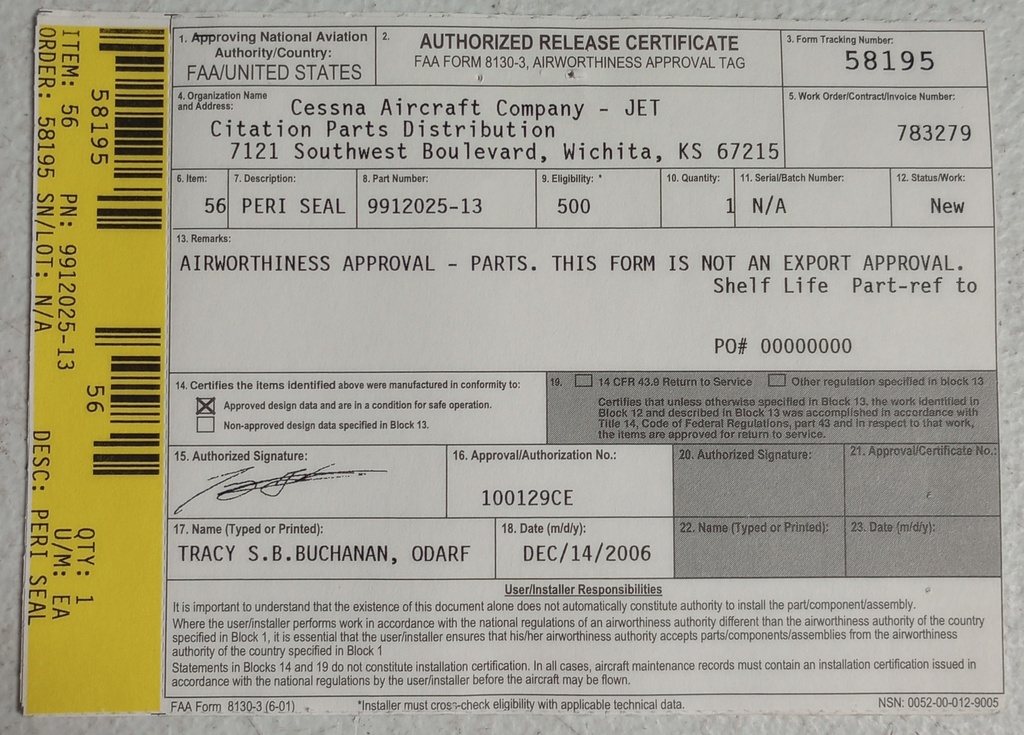 ITEM: 56 PN: 9912025-13 QTY: 1
ORDER: 58195 SN/LOT: N/A U/M: EA
DESC: PERI SEAL
58195
56
1. Approving National Aviation Authority/Country:
FAA/UNITED STATES
2.
AUTHORIZED RELEASE CERTIFICATE
FAA FORM 8130-3, AIRWORTHINESS APPROVAL TAG
3. Form Tracking Number:
58195
4. Organization Name and Address:
Cessna Aircraft Company - JET
Citation Parts Distribution
7121 Southwest Boulevard, Wichita, KS 67215
5. Work Order/Contract/Invoice Number:
783279
6. Item:
56
7. Description:
PERI SEAL
8. Part Number:
9912025-13
9. Eligibility: *
500
10. Quantity:
1
11. Serial/Batch Number:
N/A
12. Status/Work:
New
13. Remarks:
AIRWORTHINESS APPROVAL - PARTS. THIS FORM IS NOT AN EXPORT APPROVAL.
Shelf Life Part-ref to
PO# 00000000
14. Certifies the items identified above were manufactured in conformity to:
Approved design data and are in a condition for safe operation.
Non-approved design data specified in Block 13.
19. 14 CFR 43.9 Return to Service Other regulation specified in block 13
Certifies that unless otherwise specified in Block 13, the work identified in
Block 12 and described in Block 13 was accomplished in accordance with
Title 14, Code of Federal Regulations, part 43 and in respect to that work,
the items are approved for return to service.
15. Authorized Signature:
16. Approval/Authorization No.:
100129CE
20. Authorized Signature:
21. Approval/Certificate No.:
17. Name (Typed or Printed):
TRACY S.B.BUCHANAN, ODARF
18. Date (m/d/y):
DEC/14/2006
22. Name (Typed or Printed):
23. Date (m/d/y):
User/Installer Responsibilities
It is important to understand that the existence of this document alone does not automatically constitute authority to install the part/component/assembly.
Where the user/installer performs work in accordance with the national regulations of an airworthiness authority different than the airworthiness authority of the country
specified in Block 1, it is essential that the user/installer ensures that his/her airworthiness authority accepts parts/components/assemblies from the airworthiness
authority of the country specified in Block 1
Statements in Blocks 14 and 19 do not constitute installation certification. In all cases, aircraft maintenance records must contain an installation certification issued in
accordance with the national regulations by the user/installer before the aircraft may be flown.
FAA Form 8130-3 (6-01)
*Installer must cross-check eligibility with applicable technical data.
NSN: 0052-00-012-9005